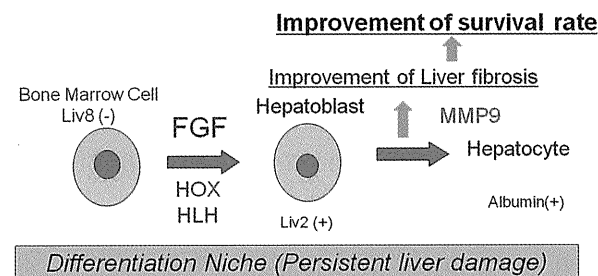 Improvement of survival rate
Improvement of Liver fibrosis
Bone Marrow Cell
Liv8 (-)
FGF
HOX
HLH
Hepatoblast
Liv2 (+)
MMP9
Hepatocyte
Albumin(+)
Differentiation Niche (Persistent liver damage)